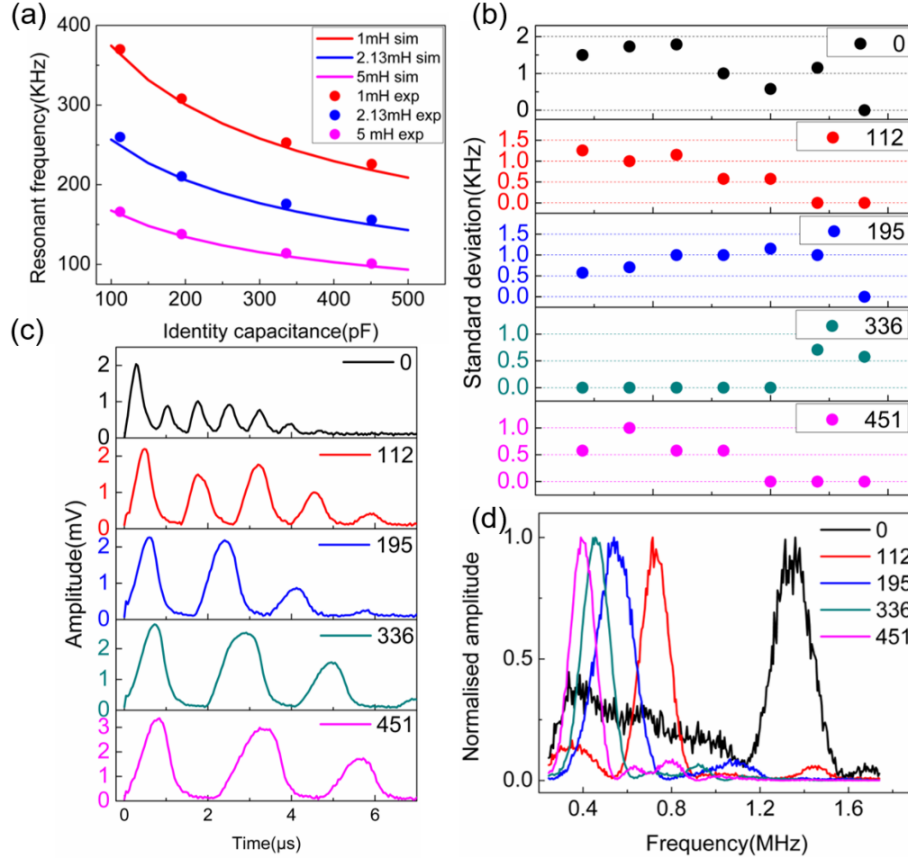 (a)
400
300
200
100
Resonant frequency(KHz)
1mH sim
2.13mH sim
5mH sim
1mH exp
2.13mH exp
5 mH exp
100 200 300 400 500
Identity capacitance(pF)
(b)
Standard deviation(KHz)
2
1
0
0
1.5
1.0
0.5
0.0
112
1.5
1.0
0.5
0.0
195
1.0
0.5
0.0
336
1.0
0.5
0.0
451
(c)
Amplitude(mV)
2
1
0
0
2
1
0
112
2
1
0
195
2
1
0
336
3
2
1
0
451
0 2 4 6
Time(μs)
(d)
Normalised amplitude
1.0
0.5
0.0
0
112
195
336
451
0.4 0.8 1.2 1.6
Frequency(MHz)